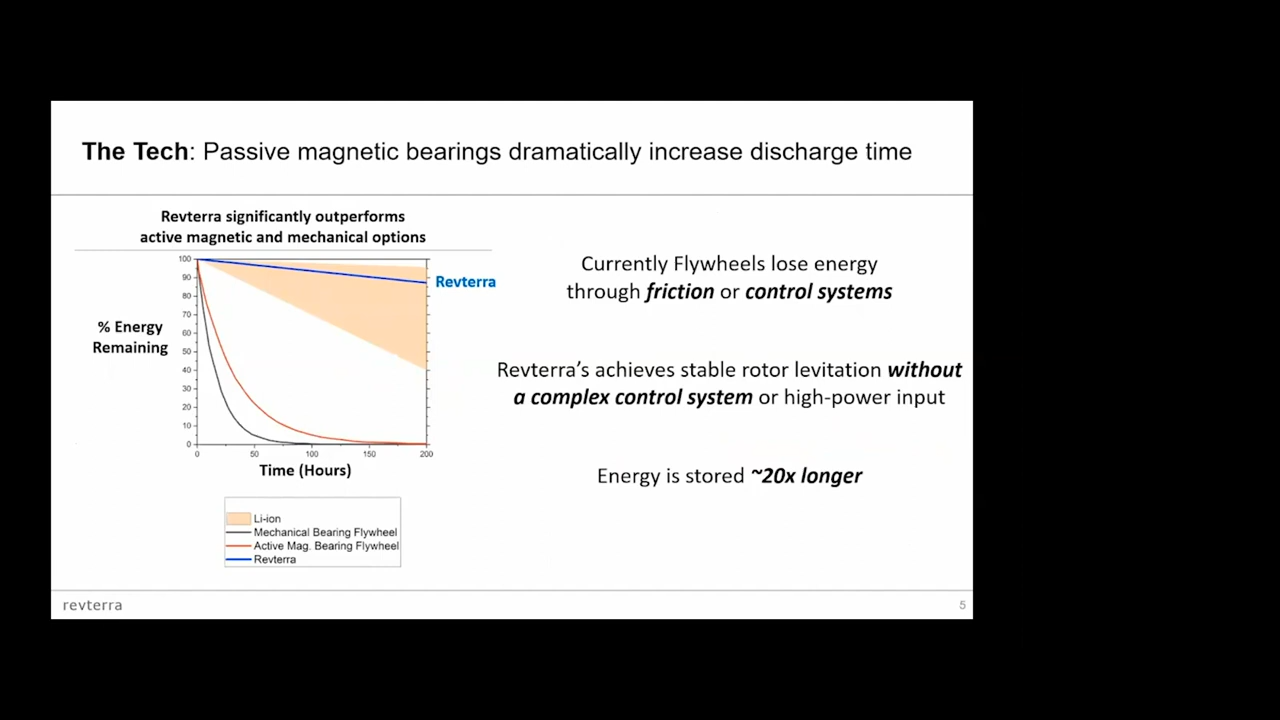 The Tech: Passive magnetic bearings dramatically increase discharge time
Revterra significantly outperforms
active magnetic and mechanical options
% Energy
Remaining
100
90
80
70
60
50
40
30
20
10
0
0
50
100
150
200
Time (Hours)
Revterra
Li-ion
Mechanical Bearing Flywheel
Active Mag. Bearing Flywheel
Revterra
Currently Flywheels lose energy
through friction or control systems
Revterra's achieves stable rotor levitation without
a complex control system or high-power input
Energy is stored ~20x longer
revterra
5